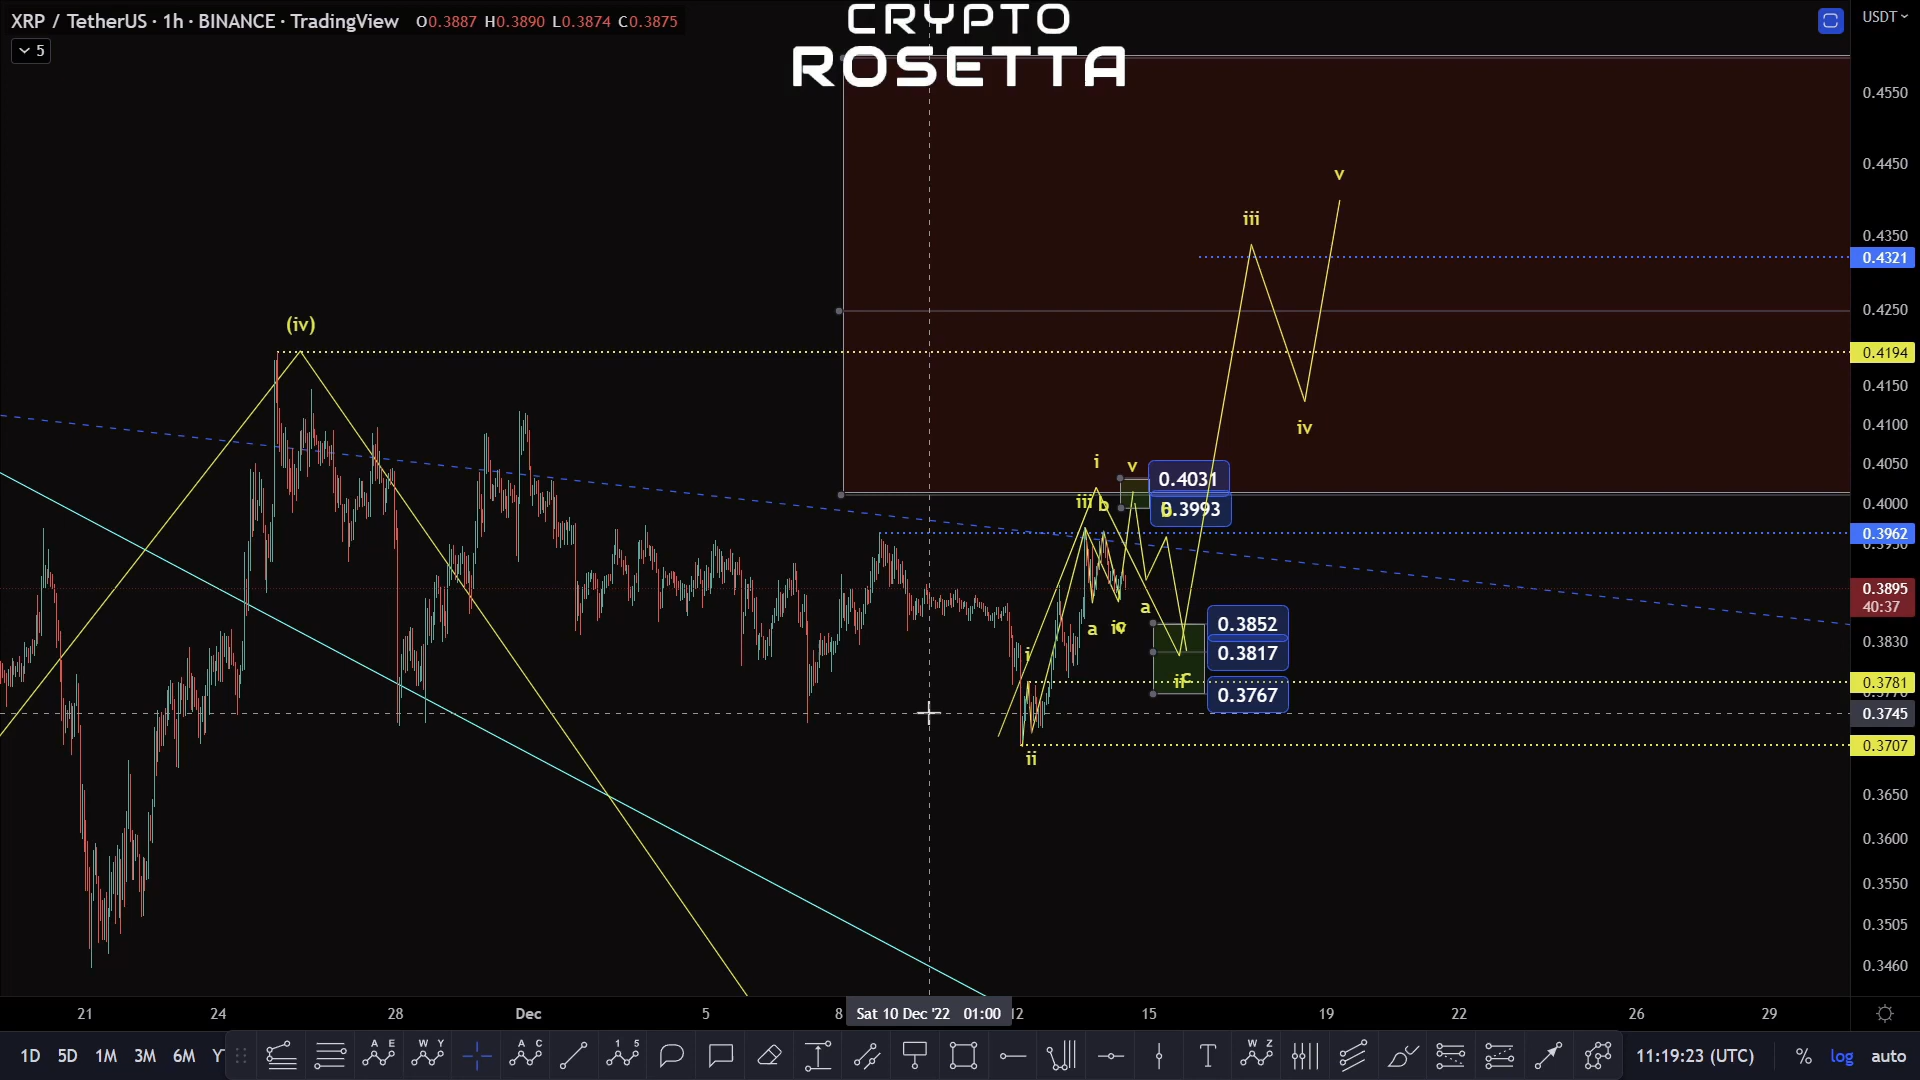 XRP / TetherUS · 1h · BINANCE · TradingView O0.3887 H0.3890 L0.3874 C0.3875
5
CRYPTO
ROSETTA
USDT
0.4550
0.4450
0.4350
0.4321
0.4250
0.4194
0.4150
0.4100
0.4050
0.4000
0.3962
0.3895
40:37
0.3830
0.3781
0.3745
0.3707
0.3650
0.3600
0.3550
0.3505
0.3460
v
iii
(iv)
iv
i
v
0.4031
iii
b
0.3993
a
a
iv
0.3852
i
0.3817
ii
c
0.3767
ii
21 24 28 Dec 5 8 Sat 10 Dec '22 01:00 12 15 19 22 26 29
1D 5D 1M 3M 6M
A E
W Y
A C
1 5
T
W Z
11:19:23 (UTC) % log auto